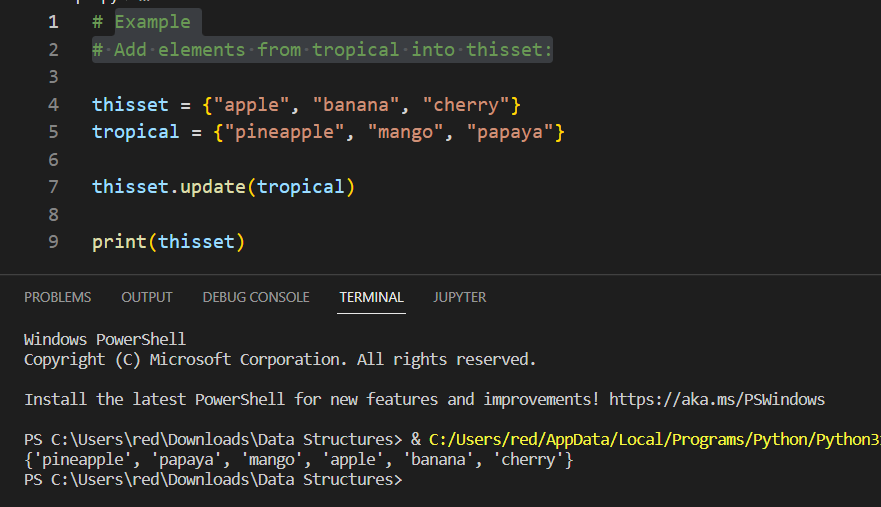 1 # Example
2 # Add elements from tropical into thisset:
3
4 thisset = {"apple", "banana", "cherry"}
5 tropical = {"pineapple", "mango", "papaya"}
6
7 thisset.update(tropical)
8
9 print(thisset)
PROBLEMS OUTPUT DEBUG CONSOLE TERMINAL JUPYTER
Windows PowerShell
Copyright (C) Microsoft Corporation. All rights reserved.
Install the latest PowerShell for new features and improvements! https://aka.ms/PSWindows
PS C:\Users\red\Downloads\Data Structures> & C:/Users/red/AppData/Local/Programs/Python/Python3
{'pineapple', 'papaya', 'mango', 'apple', 'banana', 'cherry'}
PS C:\Users\red\Downloads\Data Structures>